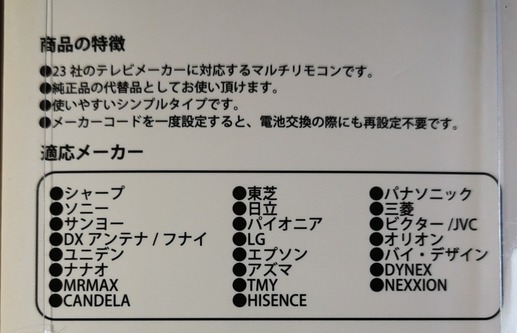 商品の特徴
●23 社のテレビメーカーに対応するマルチリモコンです。
●純正品の代替品としてお使い頂けます。
●使いやすいシンプルタイプです。
●メーカーコードを一度設定すると、電池交換の際にも再設定不要です。
適応メーカー
●シャープ ●東芝 ●パナソニック
●ソニー ●日立 ●三菱
●サンヨー ●パイオニア ●ビクター /JVC
●DX アンテナ / フナイ ●LG ●オリオン
●ユニデン ●エプソン ●バイ・デザイン
●ナナオ ●アズマ ●DYNEX
●MRMAX ●TMY ●NEXXION
●CANDELA ●HISENCE